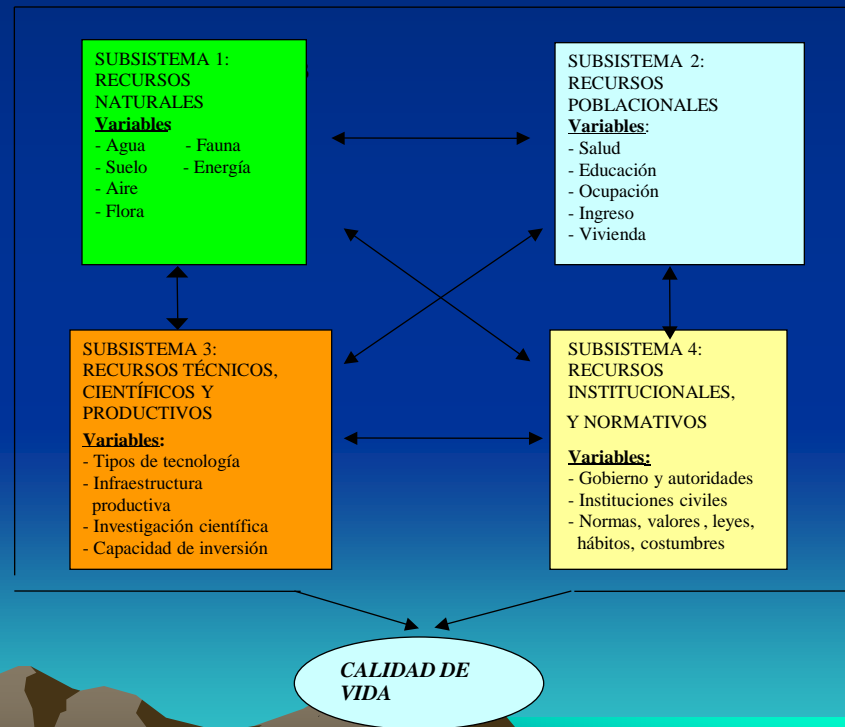 SUBSISTEMA 1:
RECURSOS
NATURALES
Variables
- Agua - Fauna
- Suelo - Energía
- Aire
- Flora
SUBSISTEMA 2:
RECURSOS
POBLACIONALES
Variables:
- Salud
- Educación
- Ocupación
- Ingreso
- Vivienda
SUBSISTEMA 3:
RECURSOS TÉCNICOS,
CIENTÍFICOS Y
PRODUCTIVOS
Variables:
- Tipos de tecnología
- Infraestructura
productiva
- Investigación científica
- Capacidad de inversión
SUBSISTEMA 4:
RECURSOS
INSTITUCIONALES,
Y NORMATIVOS
Variables:
- Gobierno y autoridades
- Instituciones civiles
- Normas, valores , leyes,
hábitos, costumbres
CALIDAD DE
VIDA